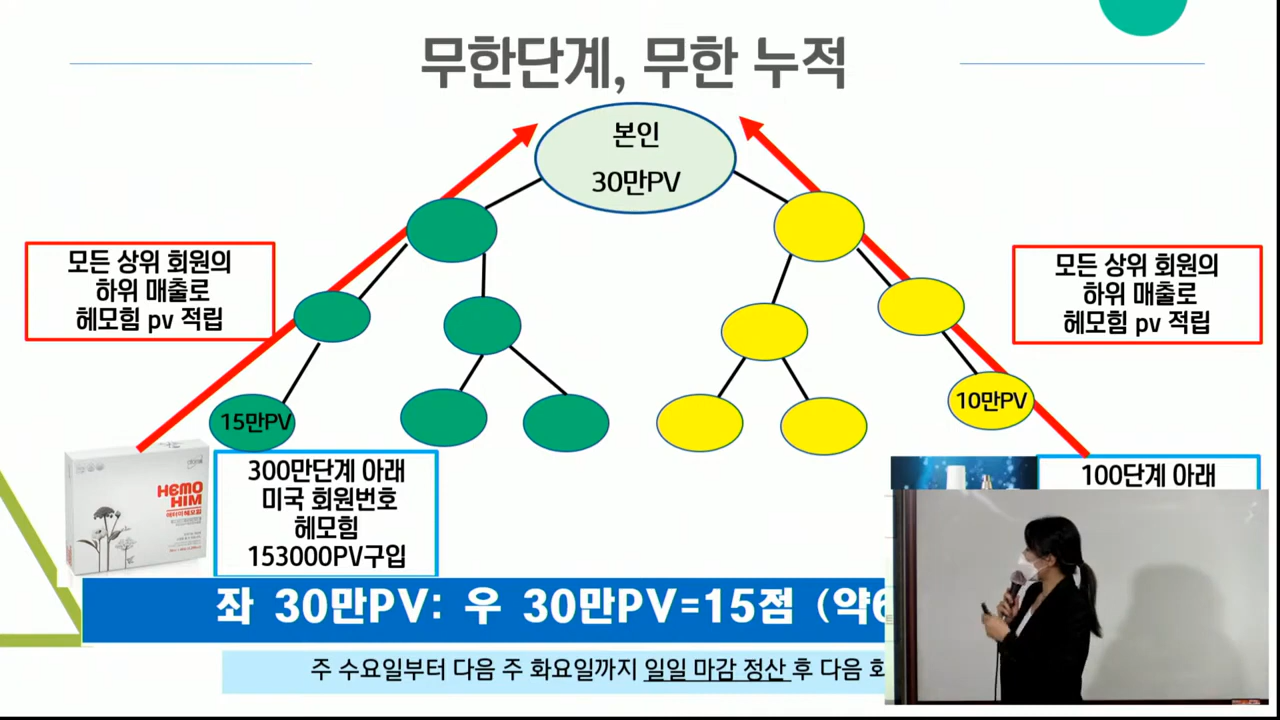 무한단계, 무한 누적
본인
30만PV
모든 상위 회원의
하위 매출로
헤모힘 pv 적립
모든 상위 회원의
하위 매출로
헤모힘 pv 적립
15만PV
10만PV
HEMO
HIM
300만단계 아래
미국 회원번호
헤모힘
153000PV구입
100단계 아래
좌 30만PV: 우 30만PV=15점 (약6
주 수요일부터 다음 주 화요일까지 일일 마감 정산 후 다음 화